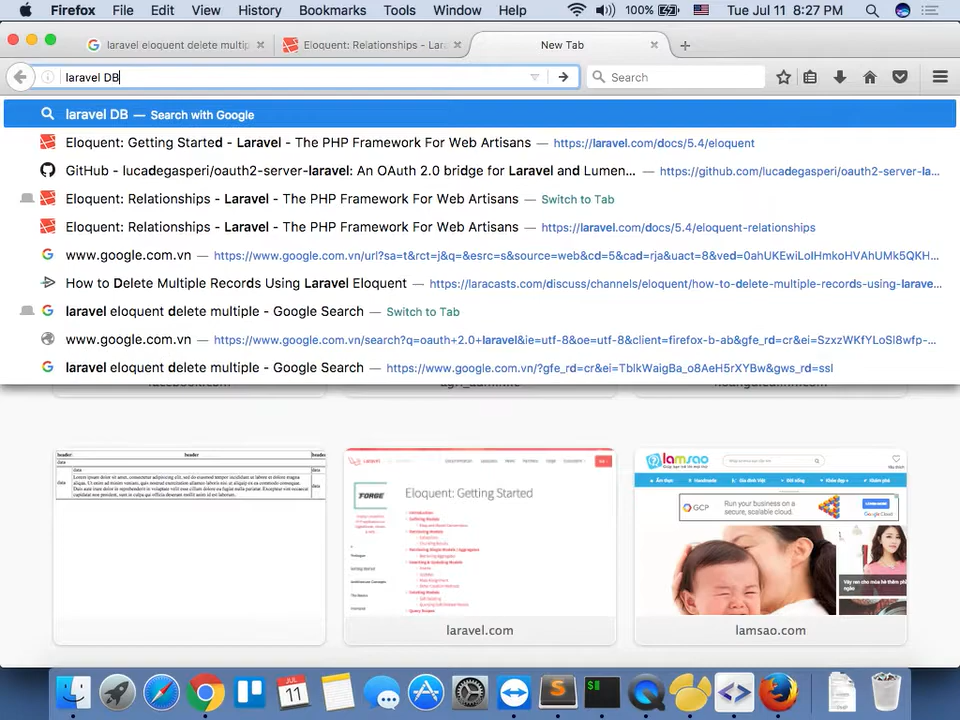 Firefox File Edit View History Bookmarks Tools Window Help 100% Tue Jul 11 8:27 PM
laravel eloquent delete multip
Eloquent: Relationships - Lar
New Tab
laravel DB
Search
laravel DB — Search with Google
Eloquent: Getting Started - Laravel - The PHP Framework For Web Artisans — https://laravel.com/docs/5.4/eloquent
GitHub - lucadegasperi/oauth2-server-laravel: An OAuth 2.0 bridge for Laravel and Lumen... — https://github.com/lucadegasperi/oauth2-server-la...
Eloquent: Relationships - Laravel - The PHP Framework For Web Artisans — Switch to Tab
Eloquent: Relationships - Laravel - The PHP Framework For Web Artisans — https://laravel.com/docs/5.4/eloquent-relationships
www.google.com.vn — https://www.google.com.vn/url?sa=t&rct=j&q=&esrc=s&source=web&cd=5&cad=rja&uact=8&ved=0ahUKEwiLoIHmkoHVAhUMk5QKH...
How to Delete Multiple Records Using Laravel Eloquent — https://laracasts.com/discuss/channels/eloquent/how-to-delete-multiple-records-using-larave...
laravel eloquent delete multiple - Google Search — Switch to Tab
www.google.com.vn — https://www.google.com.vn/search?q=oauth+2.0+laravel&ie=utf-8&oe=utf-8&client=firefox-b-ab&gfe_rd=cr&ei=SzxzWKfYLoSl8wfp-...
laravel eloquent delete multiple - Google Search — https://www.google.com.vn/?gfe_rd=cr&ei=TblkWaigBa_o8AeH5rXYBw&gws_rd=ssl
header: header header
data
FORGE
Eloquent: Getting Started
laravel.com
lamsao
GCP
Run your business on a secure, scalable cloud.
Google Cloud
lamsao.com
JUL
11